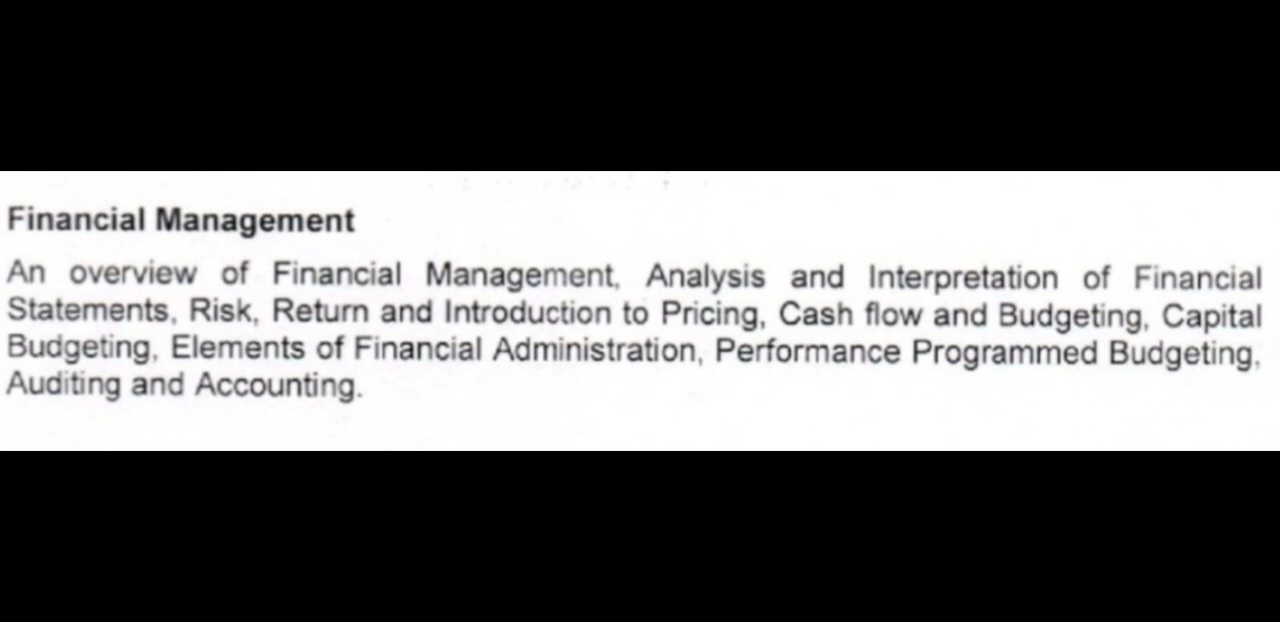 Financial Management
An overview of Financial Management, Analysis and Interpretation of Financial
Statements, Risk, Return and Introduction to Pricing, Cash flow and Budgeting, Capital
Budgeting, Elements of Financial Administration, Performance Programmed Budgeting,
Auditing and Accounting.